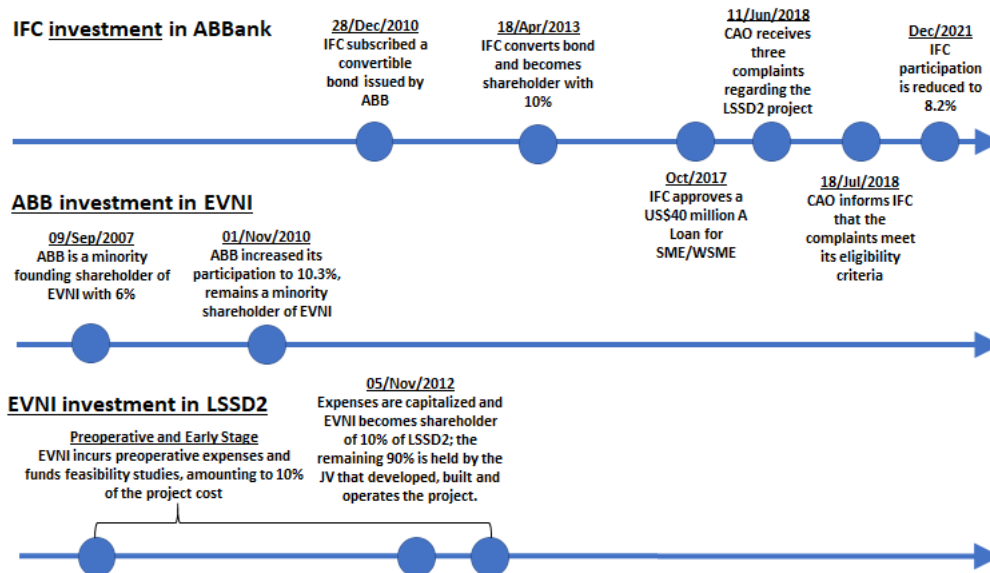 IFC investment in ABBank
28/Dec/2010
IFC subscribed a
convertible
bond issued by
ABB
18/Apr/2013
IFC converts bond
and becomes
shareholder with
10%
11/Jun/2018
CAO receives
three
complaints
regarding the
LSSD2 project
Dec/2021
IFC
participation
is reduced to
8.2%
Oct/2017
IFC approves a
US$40 million A
Loan for
SME/WSME
18/Jul/2018
CAO informs IFC
that the
complaints meet
its eligibility
criteria
ABB investment in EVNI
09/Sep/2007
ABB is a minority
founding shareholder of
EVNI with 6%
01/Nov/2010
ABB increased its
participation to 10.3%,
remains a minority
shareholder of EVNI
EVNI investment in LSSD2
Preoperative and Early Stage
EVNI incurs preoperative expenses and
funds feasibility studies, amounting to 10%
of the project cost
05/Nov/2012
Expenses are capitalized and
EVNI becomes shareholder
of 10% of LSSD2; the
remaining 90% is held by the
JV that developed, built and
operates the project.